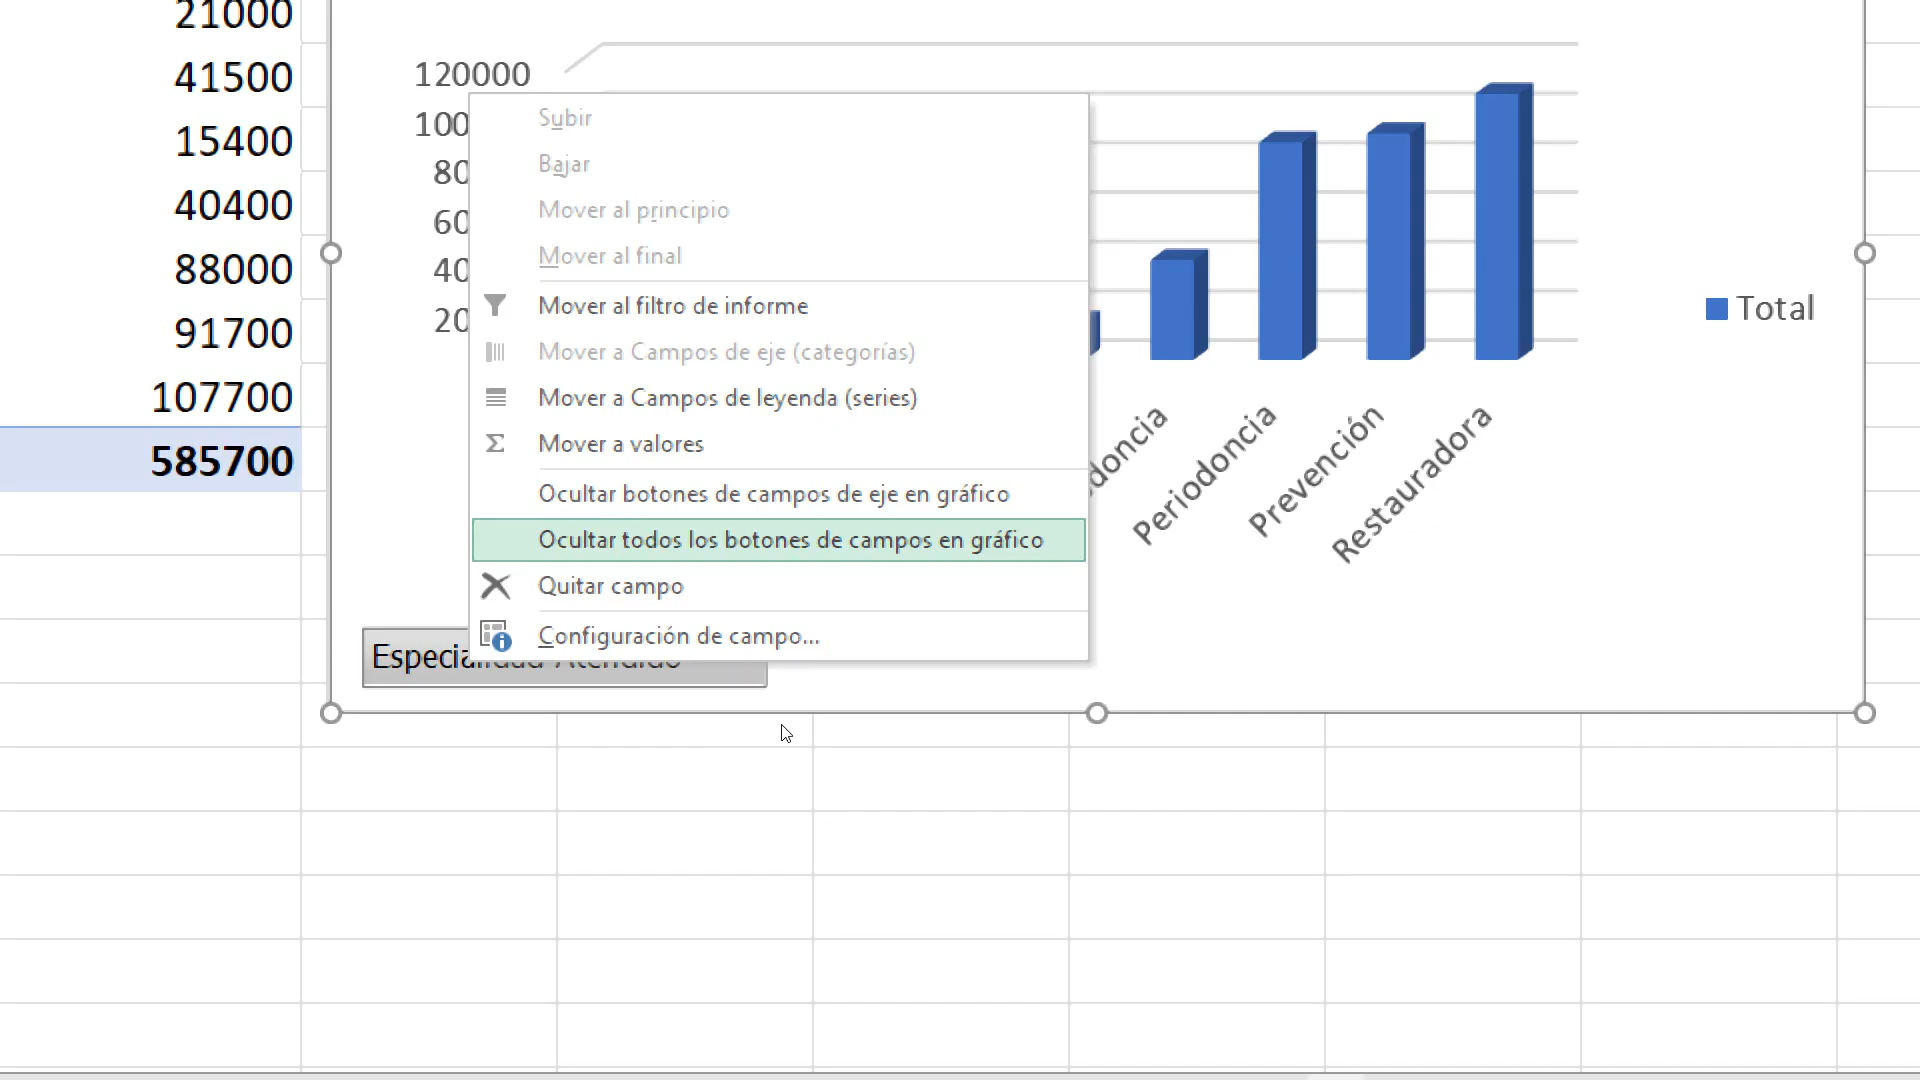 21000
41500
15400
40400
88000
91700
107700
585700
120000
100
80
60
40
20
Subir
Bajar
Mover al principio
Mover al final
Mover al filtro de informe
Mover a Campos de eje (categorías)
Mover a Campos de leyenda (series)
Mover a valores
Ocultar botones de campos de eje en gráfico
Ocultar todos los botones de campos en gráfico
Quitar campo
Configuración de campo...
Especialidad Atendido
doncia
Periodoncia
Prevención
Restauradora
Total